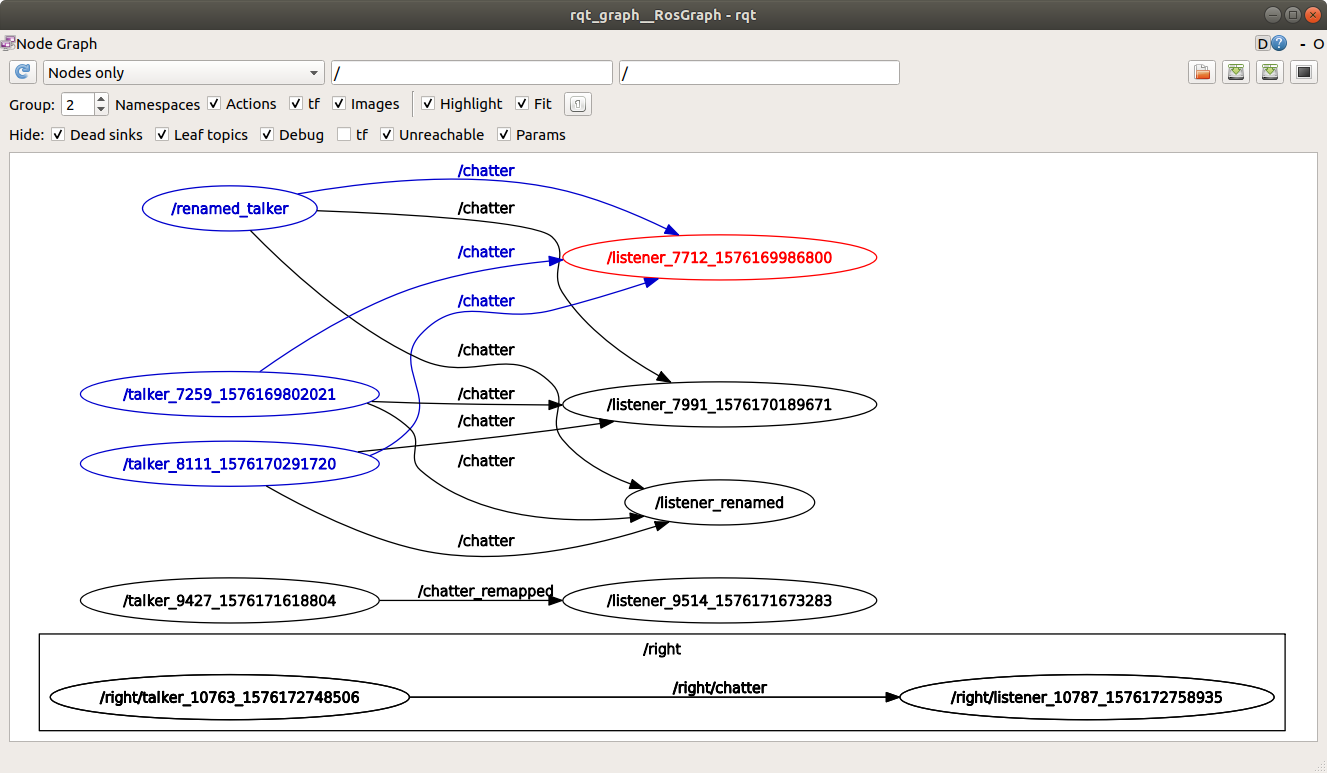 rqt_graph__RosGraph - rqt
Node Graph
D ? - O
Nodes only / /
Group: 2 Namespaces Actions tf Images Highlight Fit
Hide: Dead sinks Leaf topics Debug tf Unreachable Params
/chatter
/renamed_talker
/chatter
/chatter
/listener_7712_1576169986800
/chatter
/chatter
/talker_7259_1576169802021
/chatter
/listener_7991_1576170189671
/chatter
/talker_8111_1576170291720
/chatter
/listener_renamed
/chatter
/talker_9427_1576171618804
/chatter_remapped
/listener_9514_1576171673283
/right
/right/talker_10763_1576172748506
/right/chatter
/right/listener_10787_1576172758935